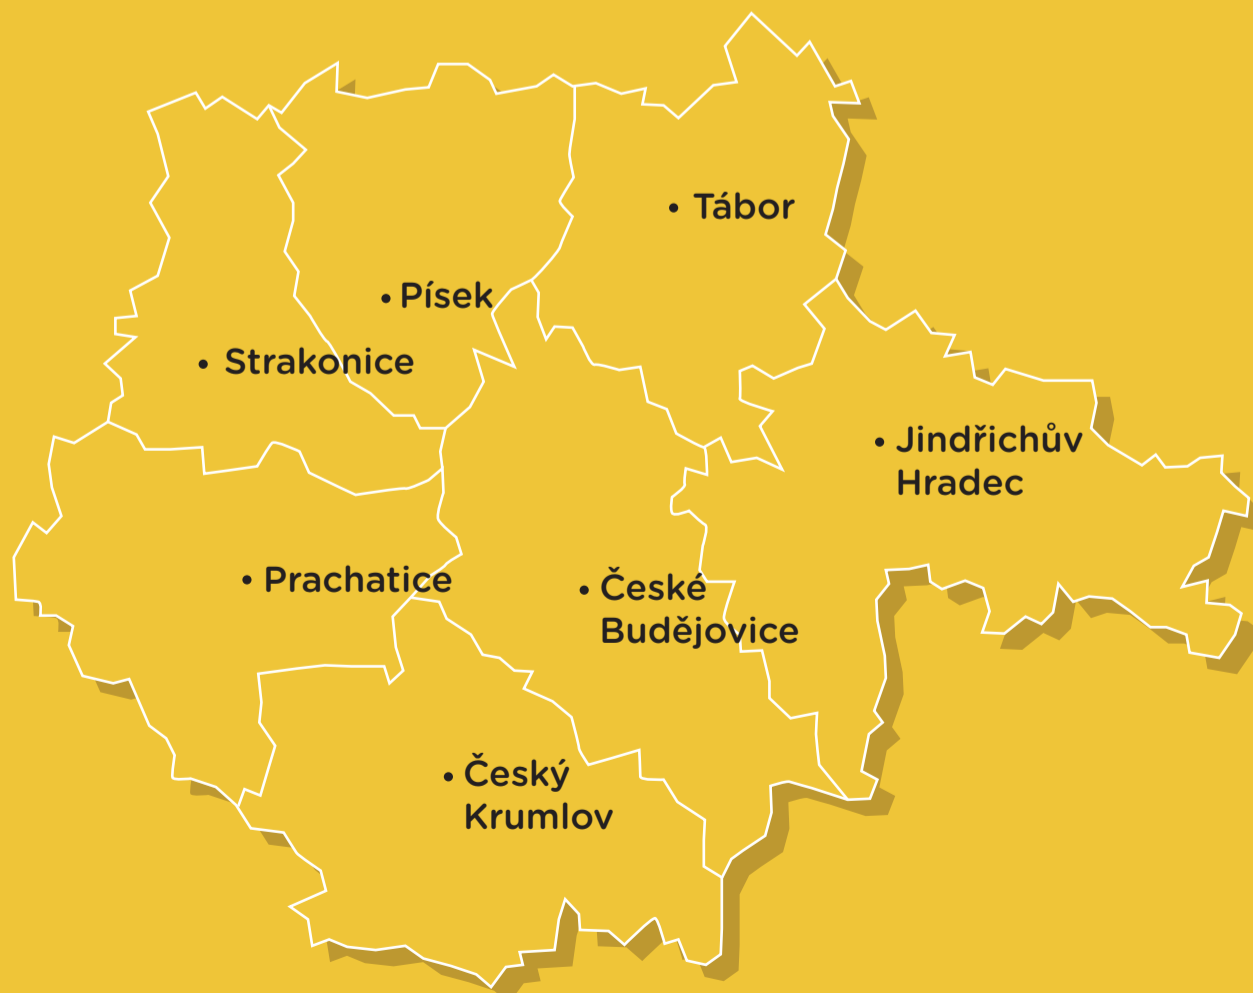 Tábor
Písek
Strakonice
Jindřichův
Hradec
Prachatice
České
Budějovice
Český
Krumlov